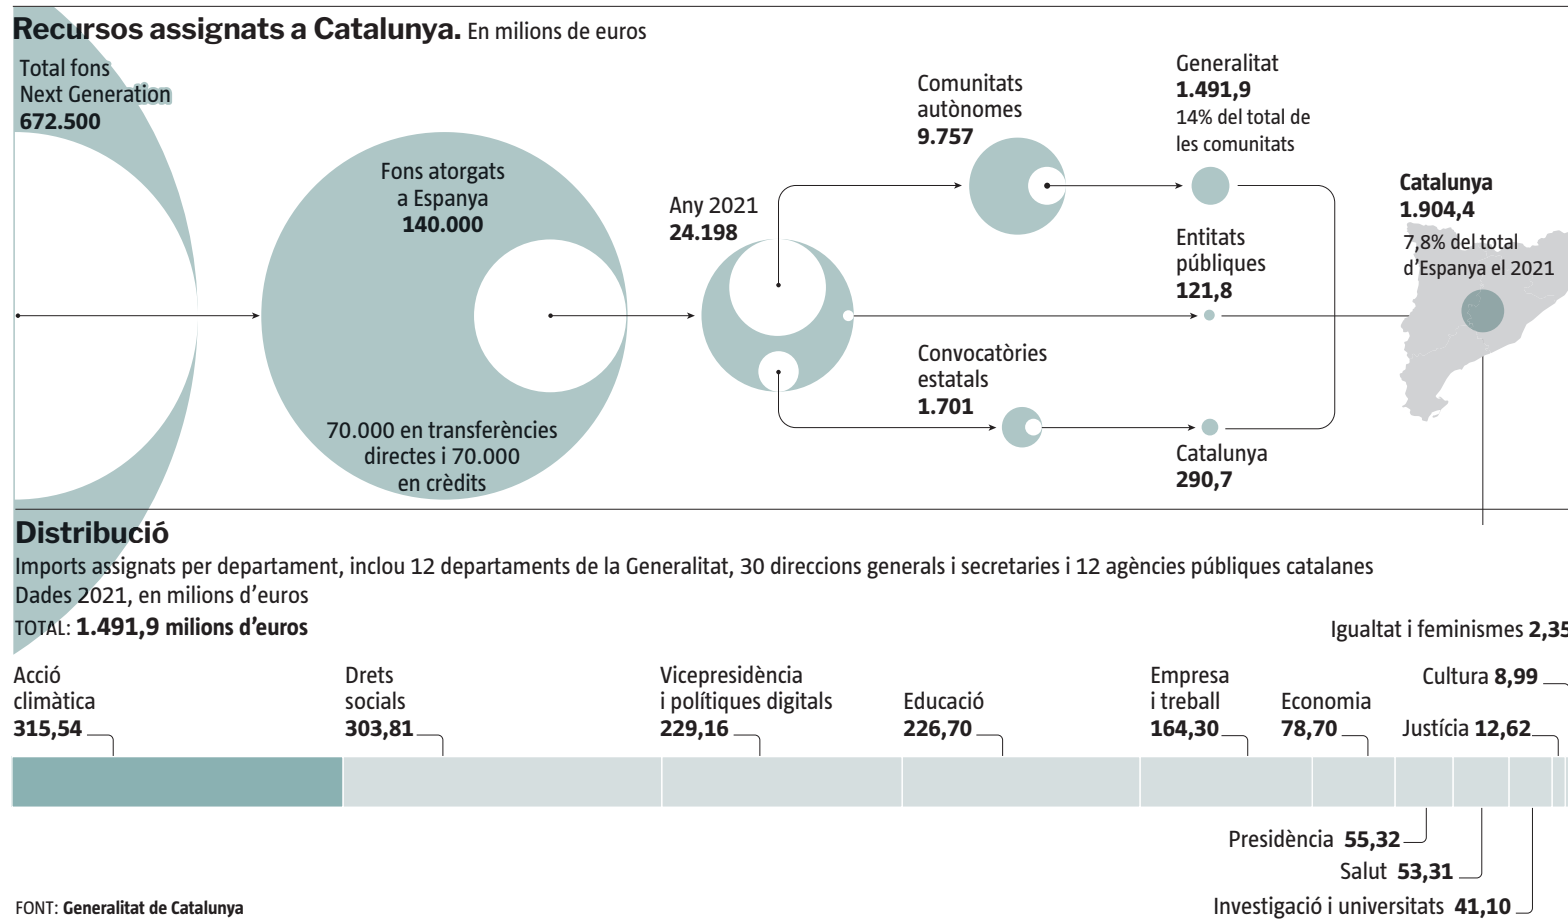 Recursos assignats a Catalunya. En milions de euros
Total fons
Next Generation
672.500
Fons atorgats
a Espanya
140.000
70.000 en transferències
directes i 70.000
en crèdits
Any 2021
24.198
Comunitats
autònomes
9.757
Generalitat
1.491,9
14% del total de
les comunitats
Entitats
públiques
121,8
Convocatòries
estatals
1.701
Catalunya
290,7
Catalunya
1.904,4
7,8% del total
d'Espanya el 2021
Distribució
Imports assignats per departament, inclou 12 departaments de la Generalitat, 30 direccions generals i secretaries i 12 agències públiques catalanes
Dades 2021, en milions d'euros
TOTAL: 1.491,9 milions d'euros
Igualtat i feminismes 2,35
Acció
climàtica
315,54
Drets
socials
303,81
Vicepresidència
i polítiques digitals
229,16
Educació
226,70
Empresa
i treball
164,30
Economia
78,70
Cultura 8,99
Justícia 12,62
Presidència 55,32
Salut 53,31
Investigació i universitats 41,10
FONT: Generalitat de Catalunya